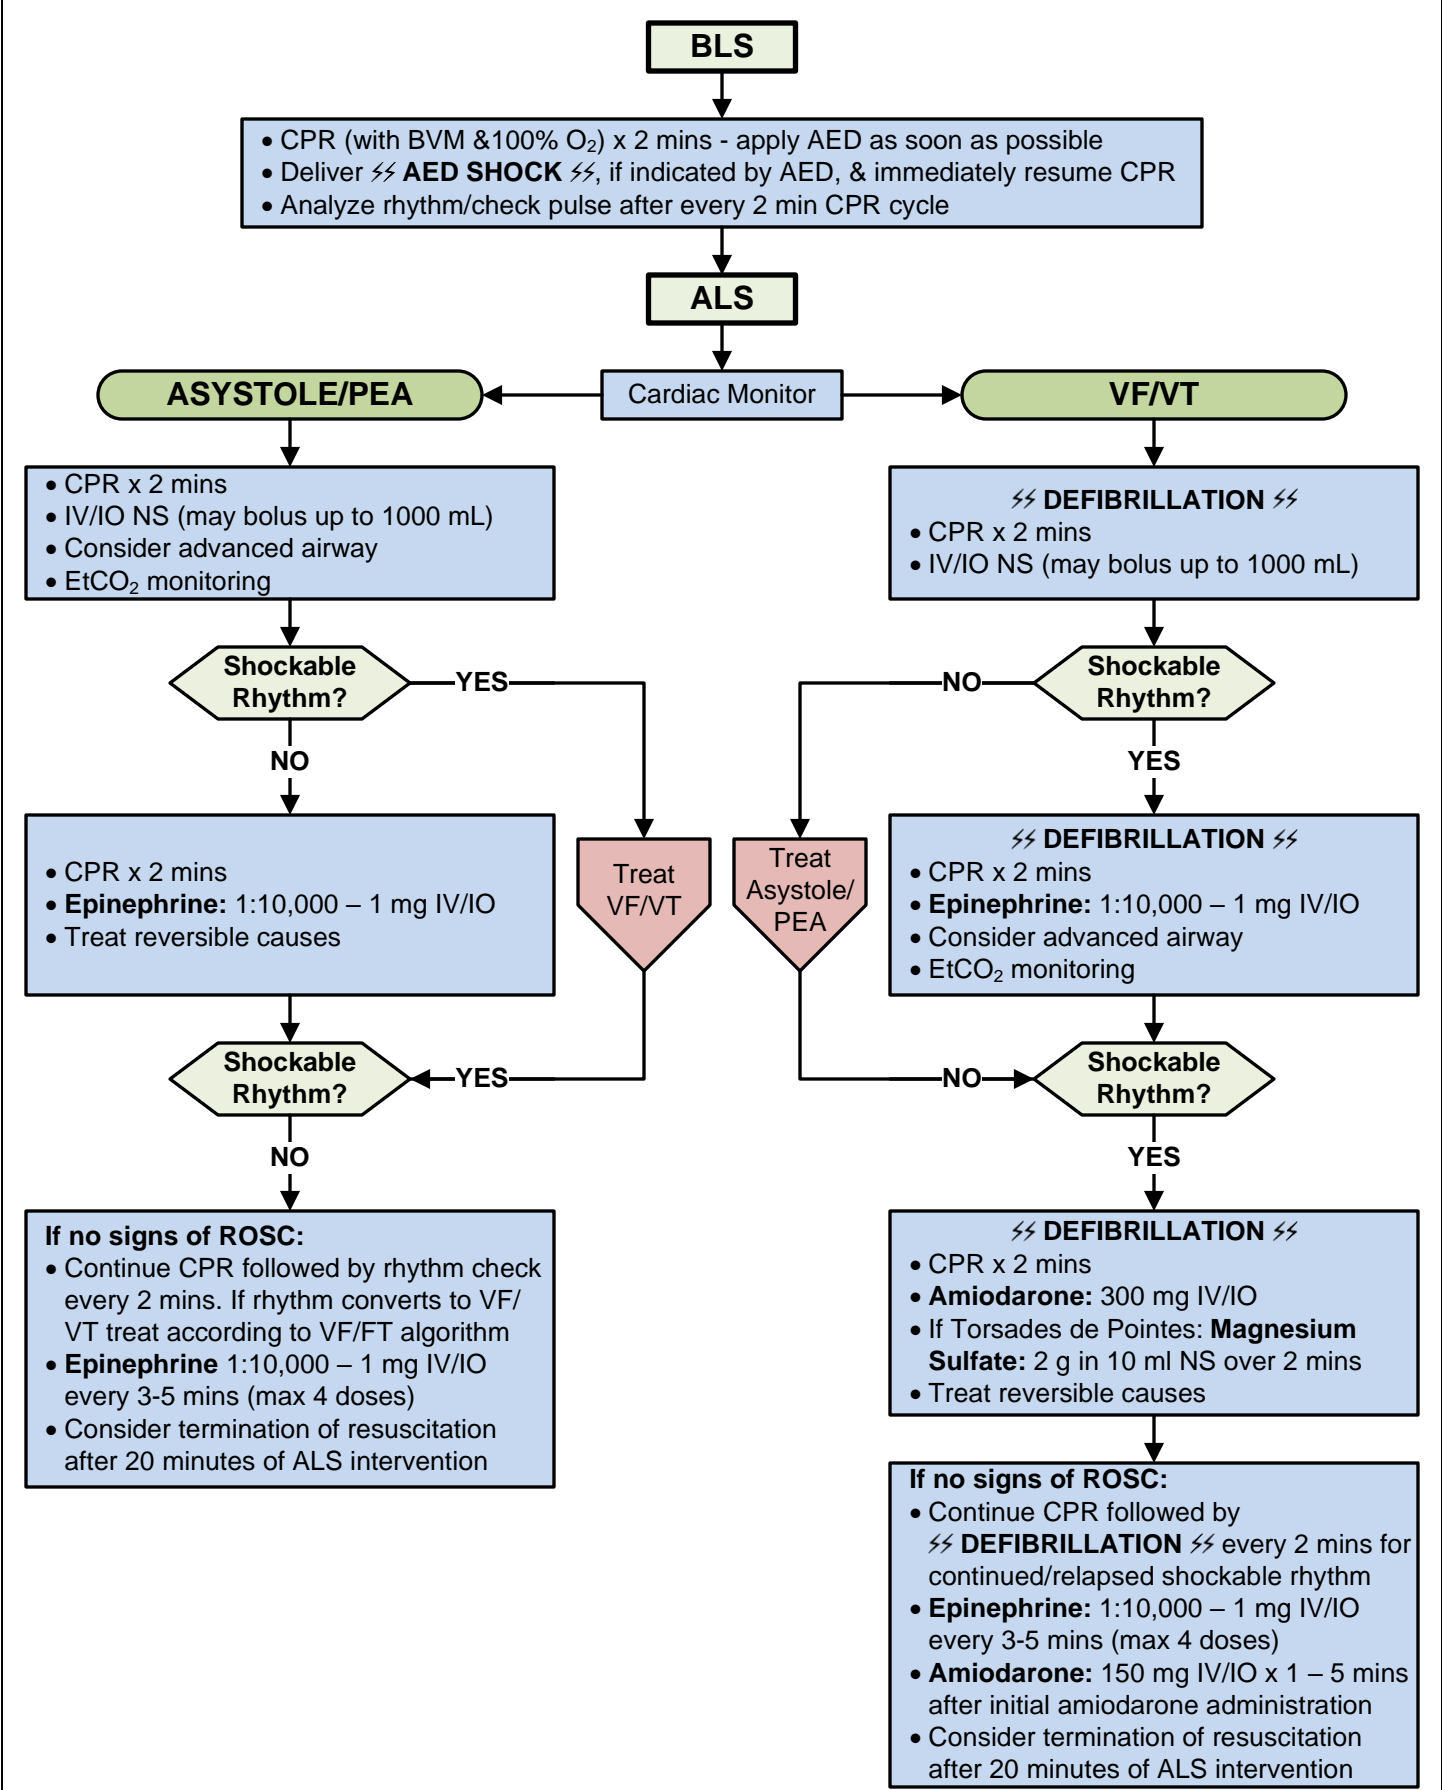 BLS
• CPR (with BVM &100% O₂) x 2 mins - apply AED as soon as possible
• Deliver ⚡⚡ AED SHOCK ⚡⚡, if indicated by AED, & immediately resume CPR
• Analyze rhythm/check pulse after every 2 min CPR cycle
ALS
Cardiac Monitor
ASYSTOLE/PEA
• CPR x 2 mins
• IV/IO NS (may bolus up to 1000 mL)
• Consider advanced airway
• EtCO₂ monitoring
Shockable
Rhythm?
YES
NO
• CPR x 2 mins
• Epinephrine: 1:10,000 – 1 mg IV/IO
• Treat reversible causes
Treat
VF/VT
Shockable
Rhythm?
YES
NO
If no signs of ROSC:
• Continue CPR followed by rhythm check
every 2 mins. If rhythm converts to VF/
VT treat according to VF/FT algorithm
• Epinephrine 1:10,000 – 1 mg IV/IO
every 3-5 mins (max 4 doses)
• Consider termination of resuscitation
after 20 minutes of ALS intervention
VF/VT
⚡⚡ DEFIBRILLATION ⚡⚡
• CPR x 2 mins
• IV/IO NS (may bolus up to 1000 mL)
Shockable
Rhythm?
NO
YES
Treat
Asystole/
PEA
⚡⚡ DEFIBRILLATION ⚡⚡
• CPR x 2 mins
• Epinephrine: 1:10,000 – 1 mg IV/IO
• Consider advanced airway
• EtCO₂ monitoring
Shockable
Rhythm?
NO
YES
⚡⚡ DEFIBRILLATION ⚡⚡
• CPR x 2 mins
• Amiodarone: 300 mg IV/IO
• If Torsades de Pointes: Magnesium
Sulfate: 2 g in 10 ml NS over 2 mins
• Treat reversible causes
If no signs of ROSC:
• Continue CPR followed by
⚡⚡ DEFIBRILLATION ⚡⚡ every 2 mins for
continued/relapsed shockable rhythm
• Epinephrine: 1:10,000 – 1 mg IV/IO
every 3-5 mins (max 4 doses)
• Amiodarone: 150 mg IV/IO x 1 – 5 mins
after initial amiodarone administration
• Consider termination of resuscitation
after 20 minutes of ALS intervention